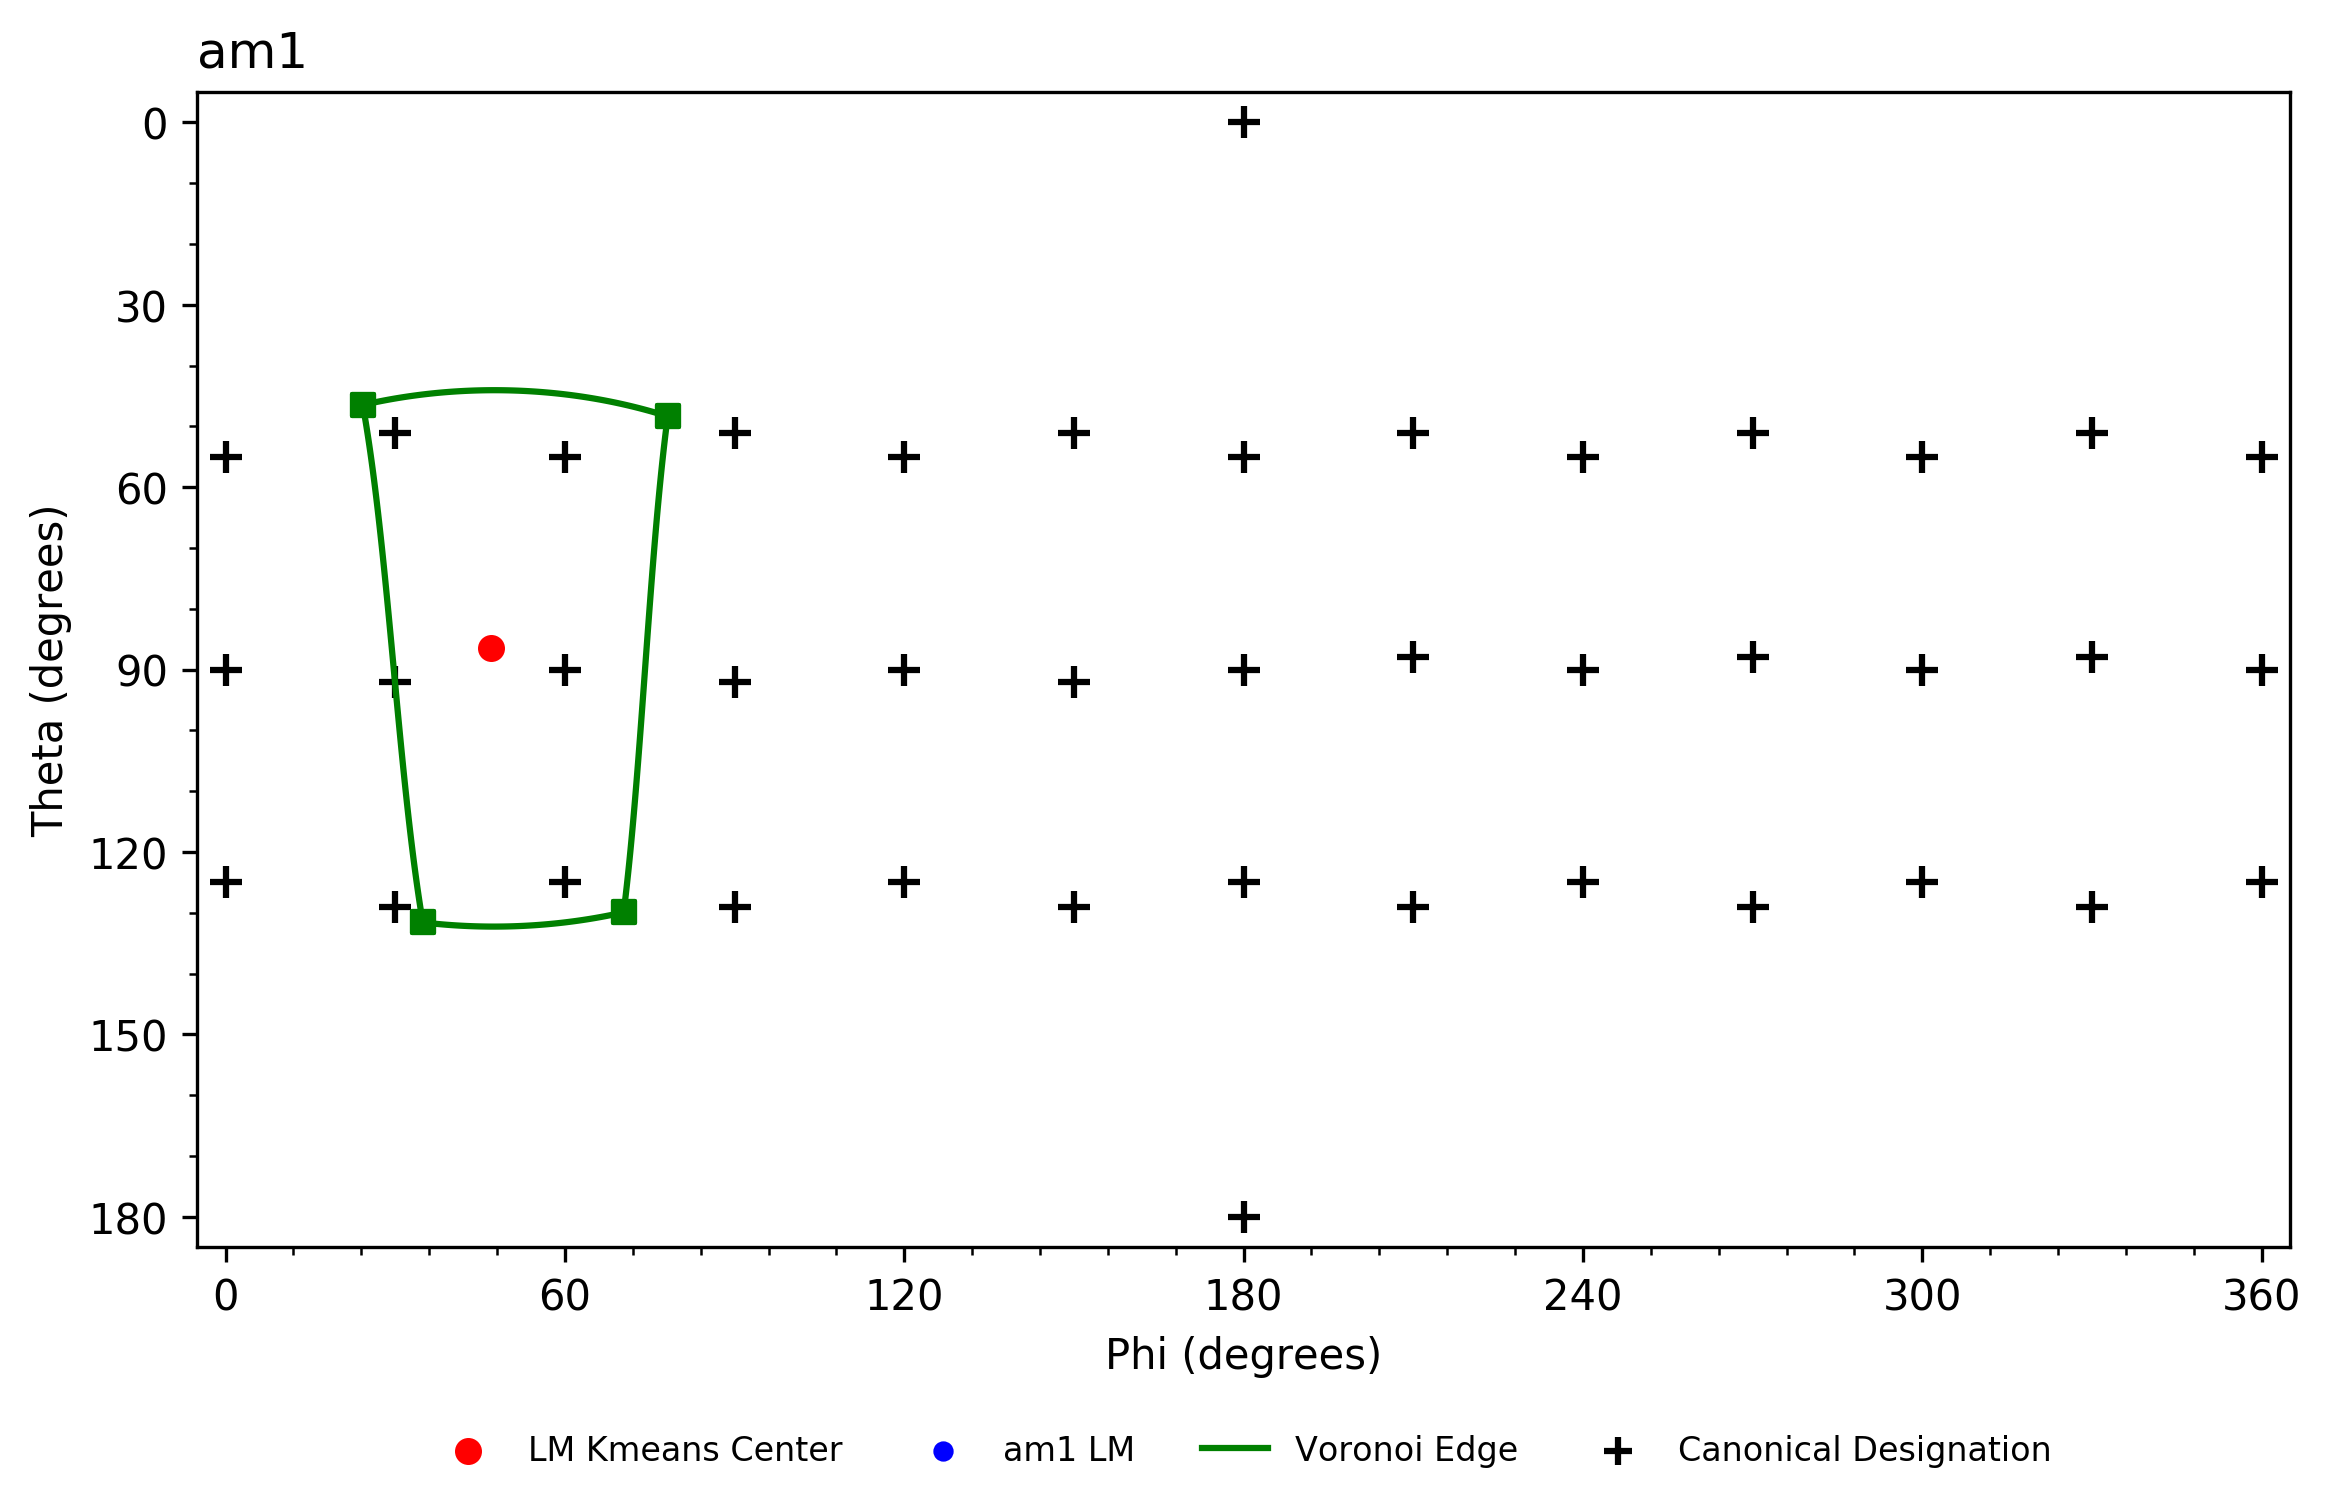 am1
0
30
60
90
120
150
180
Theta (degrees)
0 60 120 180 240 300 360
Phi (degrees)
LM Kmeans Center am1 LM Voronoi Edge Canonical Designation